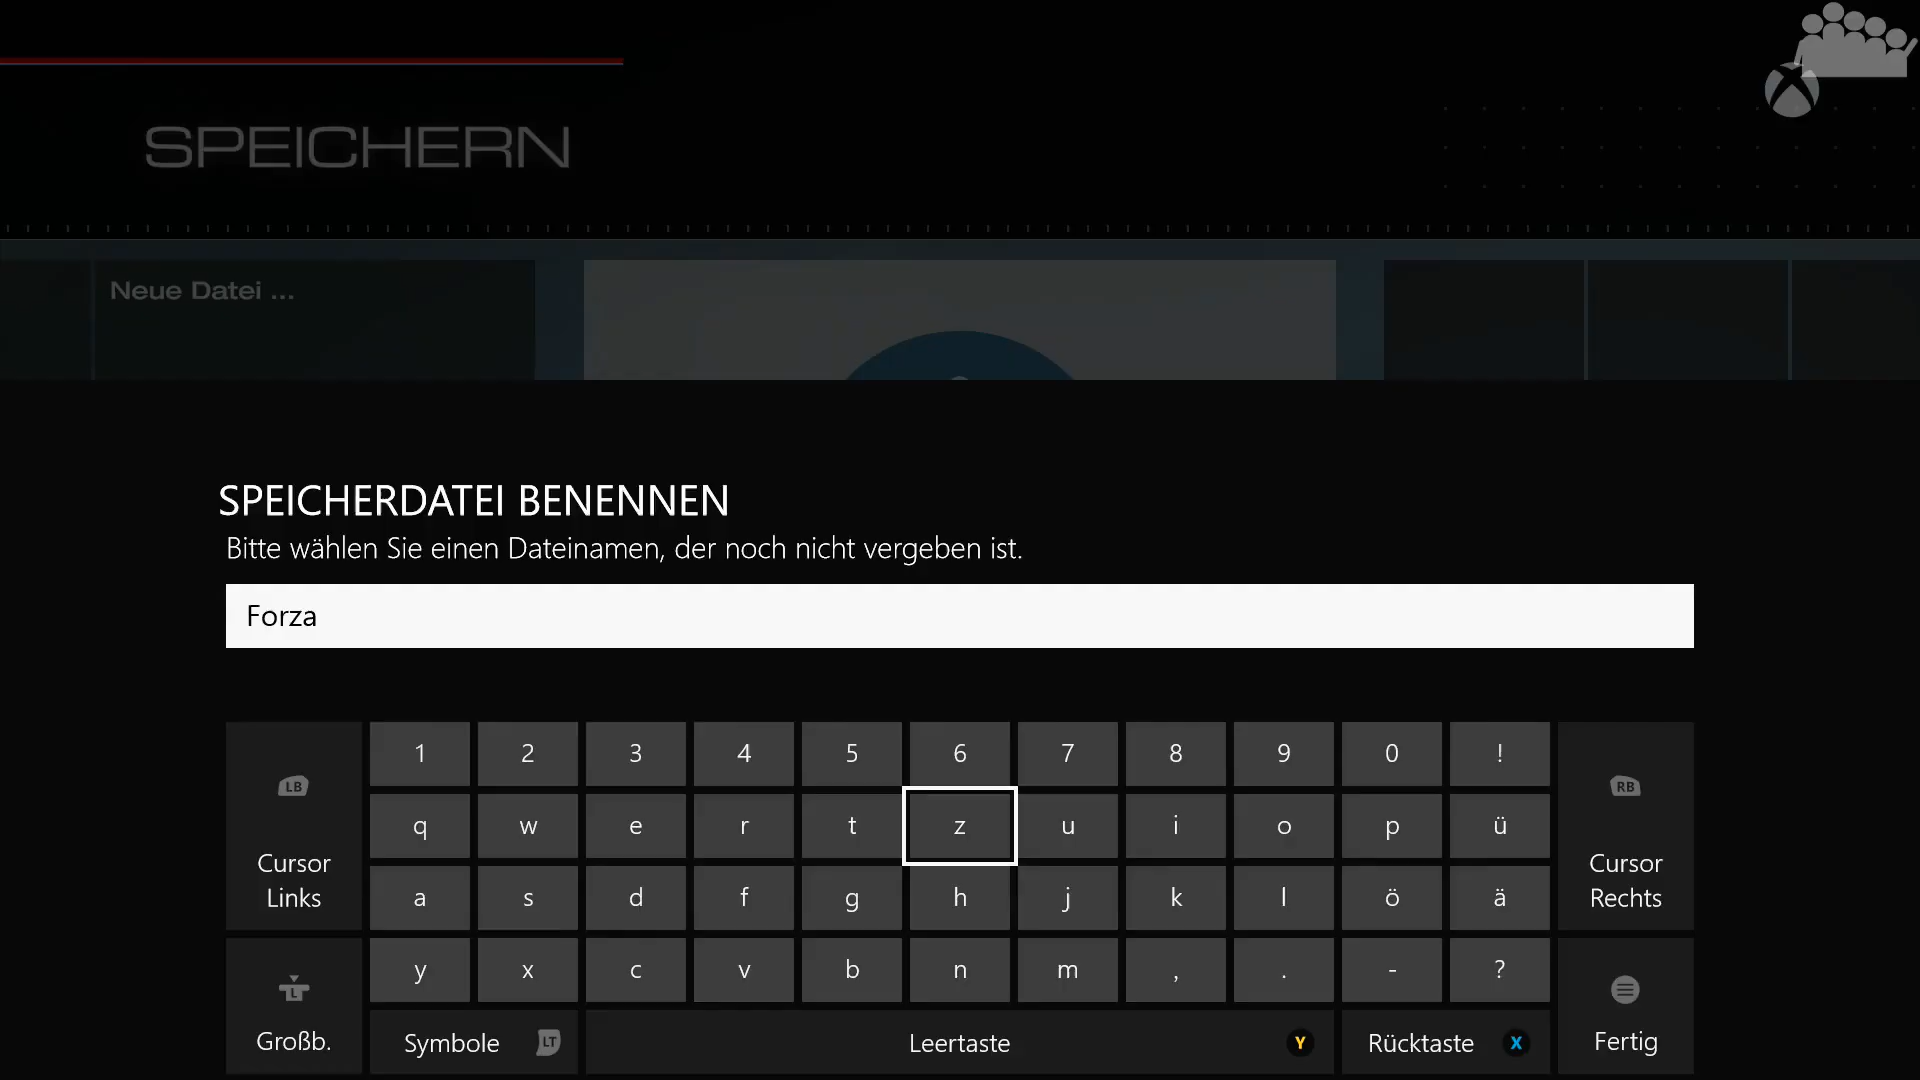 SPEICHERN
Neue Datei ...
SPEICHERDATEI BENENNEN
Bitte wählen Sie einen Dateinamen, der noch nicht vergeben ist.
Forza
LB
Cursor
Links
1 2 3 4 5 6 7 8 9 0 !
q w e r t z u i o p ü
a s d f g h j k l ö ä
y x c v b n m , . - ?
RB
Cursor
Rechts
L
Großb.
Symbole LT
Leertaste Y
Rücktaste X
Fertig